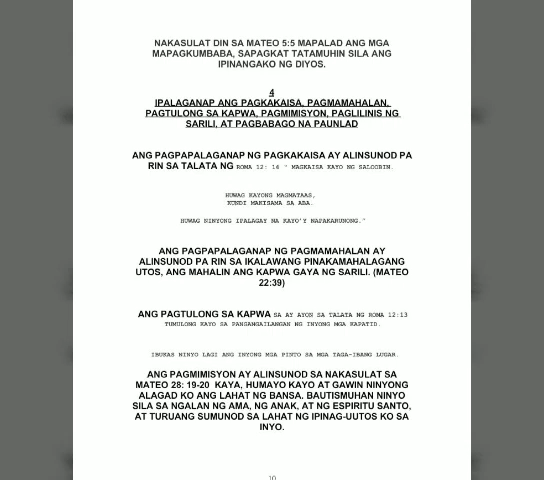 NAKASULAT DIN SA MATEO 5:5 MAPALAD ANG MGA
MAPAGKUMBABA, SAPAGKAT TATAMUHIN SILA ANG
IPINANGAKO NG DIYOS.
4
IPALAGANAP ANG PAGKAKAISA, PAGMAMAHALAN,
PAGTULONG SA KAPWA, PAGMIMISYON, PAGLILINIS NG
SARILI, AT PAGBABAGO NA PAUNLAD
ANG PAGPAPALAGANAP NG PAGKAKAISA AY ALINSUNOD PA
RIN SA TALATA NG ROMA 12: 16 " MAGKAISA KAYO NG SALOOBIN.
HUWAG KAYONG MAGMATAAS,
KUNDI MAKISAMA SA ABA.
HUWAG NINYONG IPALAGAY NA KAYO'Y NAPAKARUNONG."
ANG PAGPAPALAGANAP NG PAGMAMAHALAN AY
ALINSUNOD PA RIN SA IKALAWANG PINAKAMAHALAGANG
UTOS, ANG MAHALIN ANG KAPWA GAYA NG SARILI. (MATEO
22:39)
ANG PAGTULONG SA KAPWA SA AY AYON SA TALATA NG ROMA 12:13
TUMULONG KAYO SA PANGANGAILANGAN NG INYONG MGA KAPATID.
IBUKAS NINYO LAGI ANG INYONG MGA PINTO SA MGA TAGA-IBANG LUGAR.
ANG PAGMIMISYON AY ALINSUNOD SA NAKASULAT SA
MATEO 28: 19-20 KAYA, HUMAYO KAYO AT GAWIN NINYONG
ALAGAD KO ANG LAHAT NG BANSA. BAUTISMUHAN NINYO
SILA SA NGALAN NG AMA, NG ANAK, AT NG ESPIRITU SANTO,
AT TURUANG SUMUNOD SA LAHAT NG IPINAG-UUTOS KO SA
INYO.
10